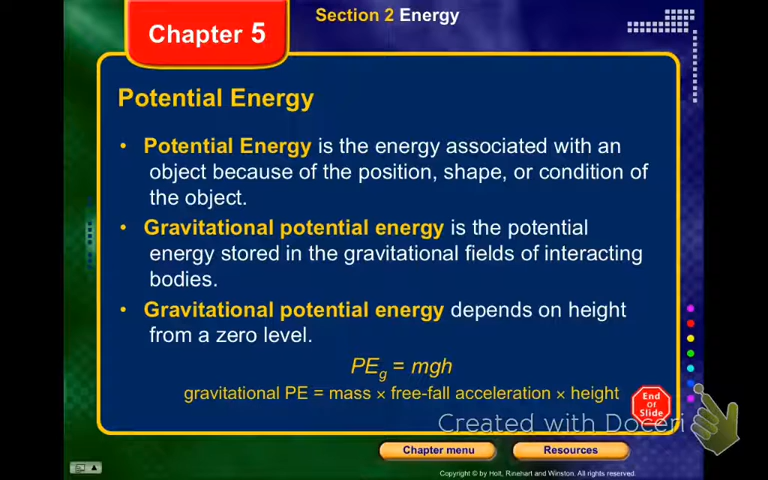 Section 2 Energy
Chapter 5
Potential Energy
• Potential Energy is the energy associated with an
object because of the position, shape, or condition of
the object.
• Gravitational potential energy is the potential
energy stored in the gravitational fields of interacting
bodies.
• Gravitational potential energy depends on height
from a zero level.
PEg = mgh
gravitational PE = mass × free-fall acceleration × height
End
of
Slide
Created with Doceri
Chapter menu
Resources
Copyright © by Holt, Rinehart and Winston. All rights reserved.